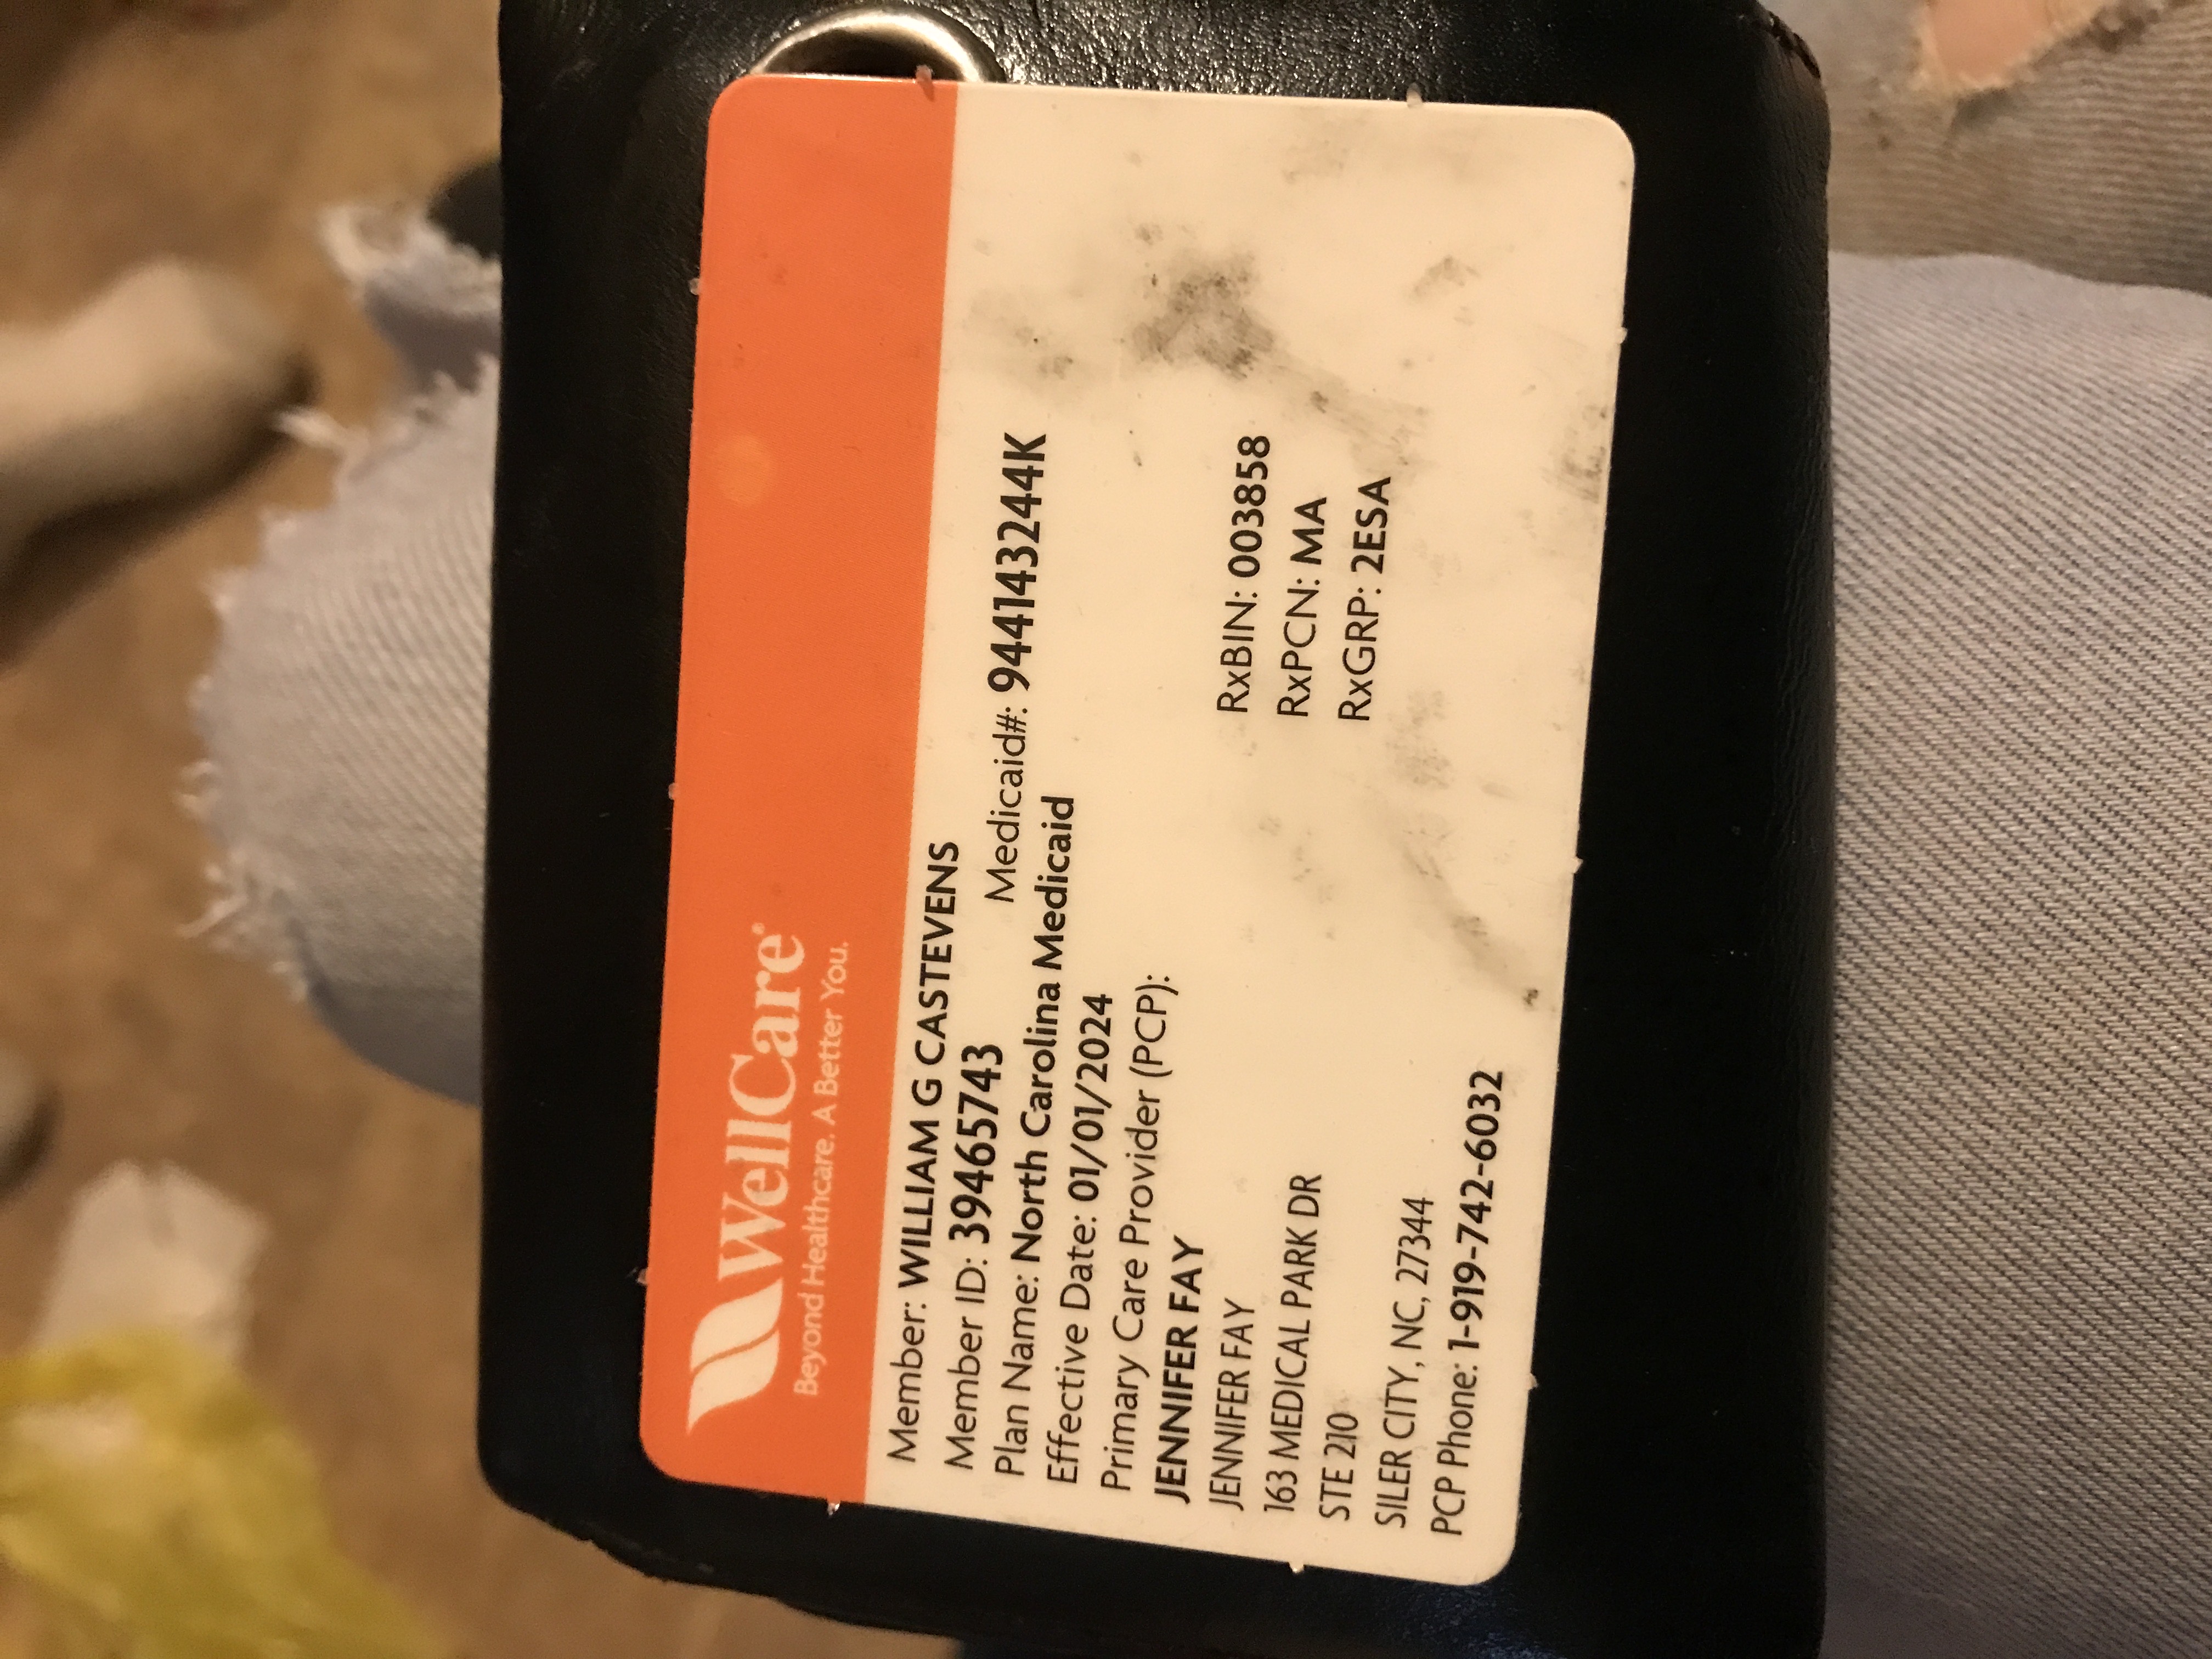 WellCare®
Beyond Healthcare. A Better You.
Member: WILLIAM G CASTEVENS
Member ID: 39465743 Medicaid#: 944143244K
Plan Name: North Carolina Medicaid
Effective Date: 01/01/2024
Primary Care Provider (PCP):
JENNIFER FAY
JENNIFER FAY
163 MEDICAL PARK DR
STE 210
SILER CITY, NC, 27344
PCP Phone: 1-919-742-6032
RxBIN: 003858
RxPCN: MA
RxGRP: 2ESA